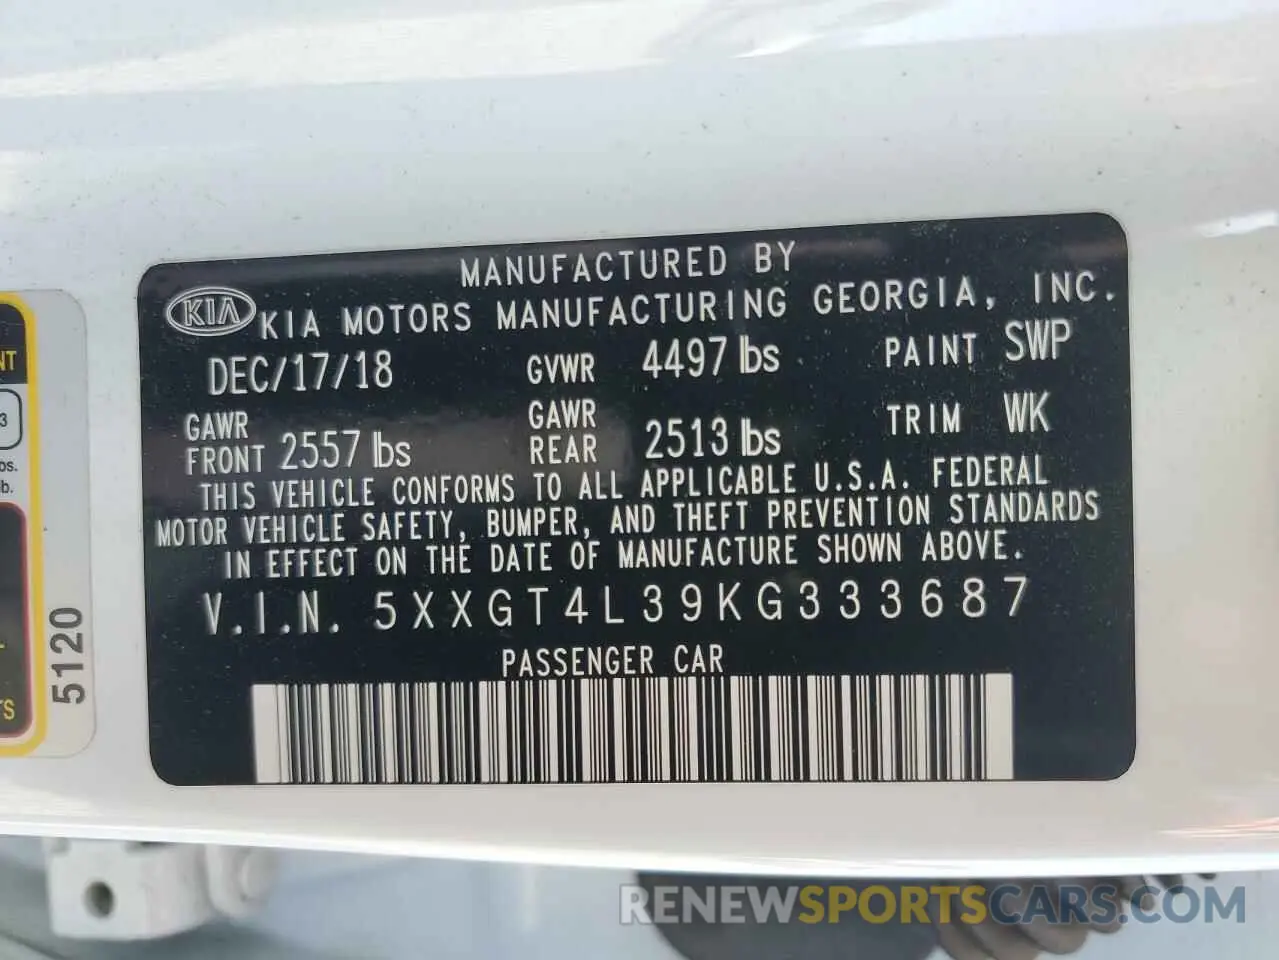 MANUFACTURED BY
KIA KIA MOTORS MANUFACTURING GEORGIA, INC.
DEC/17/18 GVWR 4497 lbs PAINT SWP
GAWR FRONT 2557 lbs GAWR REAR 2513 lbs TRIM WK
THIS VEHICLE CONFORMS TO ALL APPLICABLE U.S.A. FEDERAL
MOTOR VEHICLE SAFETY, BUMPER, AND THEFT PREVENTION STANDARDS
IN EFFECT ON THE DATE OF MANUFACTURE SHOWN ABOVE.
V.I.N. 5XXGT4L39KG333687
PASSENGER CAR
5120
RENEWSPORTSCARS.COM